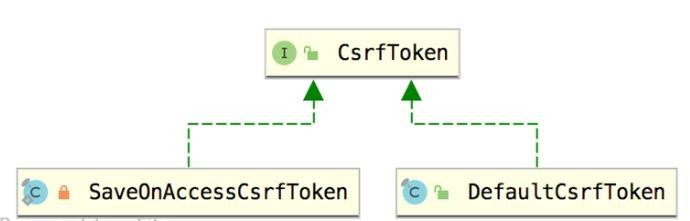 I CsrfToken
C SaveOnAccessCsrfToken
C DefaultCsrfToken